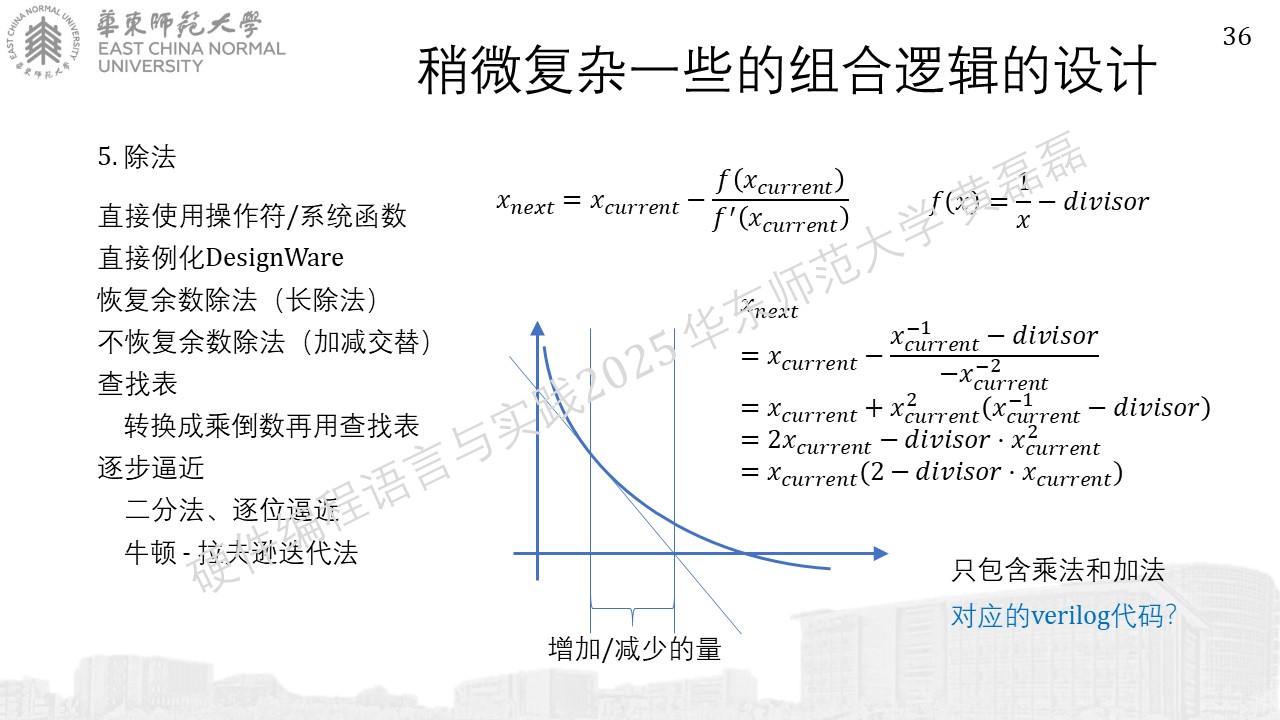 華東師範大學
EAST CHINA NORMAL
UNIVERSITY
EAST CHINA NORMAL UNIVERSITY
華東師范大学
36
稍微复杂一些的组合逻辑的设计
5. 除法
直接使用操作符/系统函数
直接例化DesignWare
恢复余数除法（长除法）
不恢复余数除法（加减交替）
查找表
转换成乘倒数再用查找表
逐步逼近
二分法、逐位逼近
牛顿 - 拉夫逊迭代法
x_{next} = x_{current} - \frac{f(x_{current})}{f'(x_{current})}
f(x) = \frac{1}{x} - divisor
x_{next}
= x_{current} - \frac{x_{current}^{-1} - divisor}{-x_{current}^{-2}}
= x_{current} + x_{current}^{2}(x_{current}^{-1} - divisor)
= 2x_{current} - divisor · x_{current}^{2}
= x_{current}(2 - divisor · x_{current})
增加/减少的量
只包含乘法和加法
对应的verilog代码?
硬件编程语言与实践2025 华东师范大学 黄磊磊